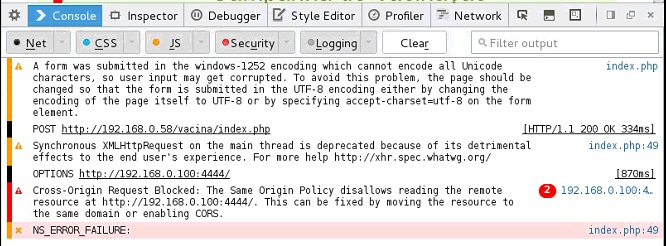 Console Inspector Debugger Style Editor Profiler Network
Net CSS JS Security Logging Clear Filter output
A form was submitted in the windows-1252 encoding which cannot encode all Unicode index.php
characters, so user input may get corrupted. To avoid this problem, the page should be
changed so that the form is submitted in the UTF-8 encoding either by changing the
encoding of the page itself to UTF-8 or by specifying accept-charset=utf-8 on the form
element.
POST http://192.168.0.58/vacina/index.php [HTTP/1.1 200 OK 334ms]
Synchronous XMLHttpRequest on the main thread is deprecated because of its detrimental index.php:49
effects to the end user's experience. For more help http://xhr.spec.whatwg.org/
OPTIONS http://192.168.0.100:4444/ [870ms]
Cross-Origin Request Blocked: The Same Origin Policy disallows reading the remote 2 192.168.0.100:4…
resource at http://192.168.0.100:4444/. This can be fixed by moving the resource to
the same domain or enabling CORS.
NS_ERROR_FAILURE: index.php:49